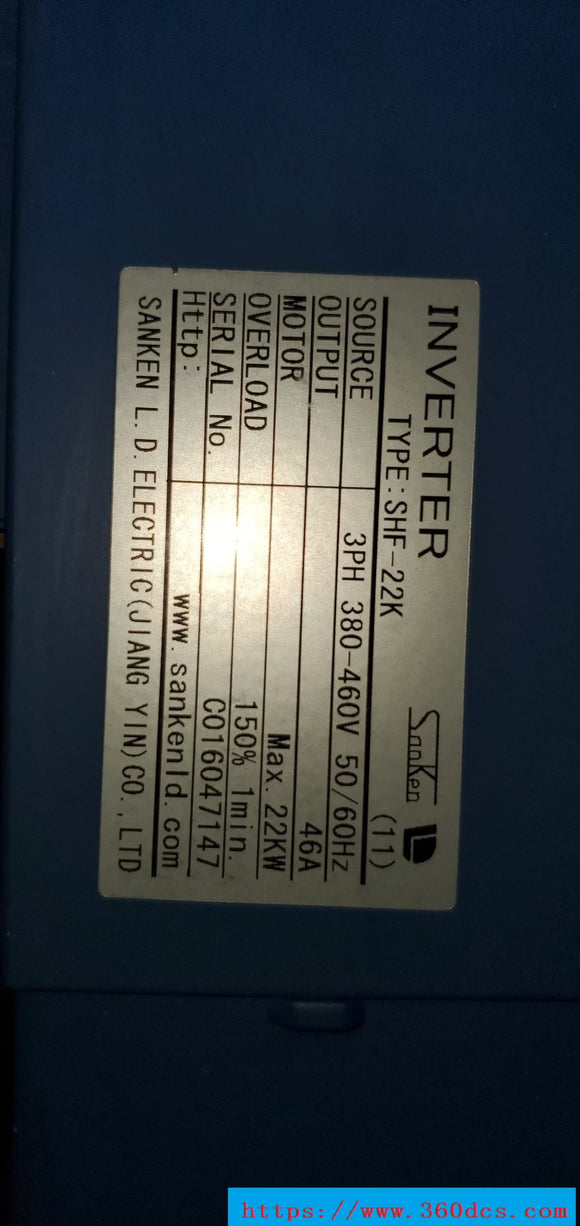 INVERTER
SanKen LD
TYPE:SHF-22K (11)
SOURCE 3PH 380-460V 50/60Hz
OUTPUT 46A
MOTOR Max. 22KW
OVERLOAD 150% 1min.
SERIAL No. C016047147
Http: www.sankenld.com
SANKEN L.D.ELECTRIC(JIANG YIN)CO.,LTD
https://www.360dcs.com